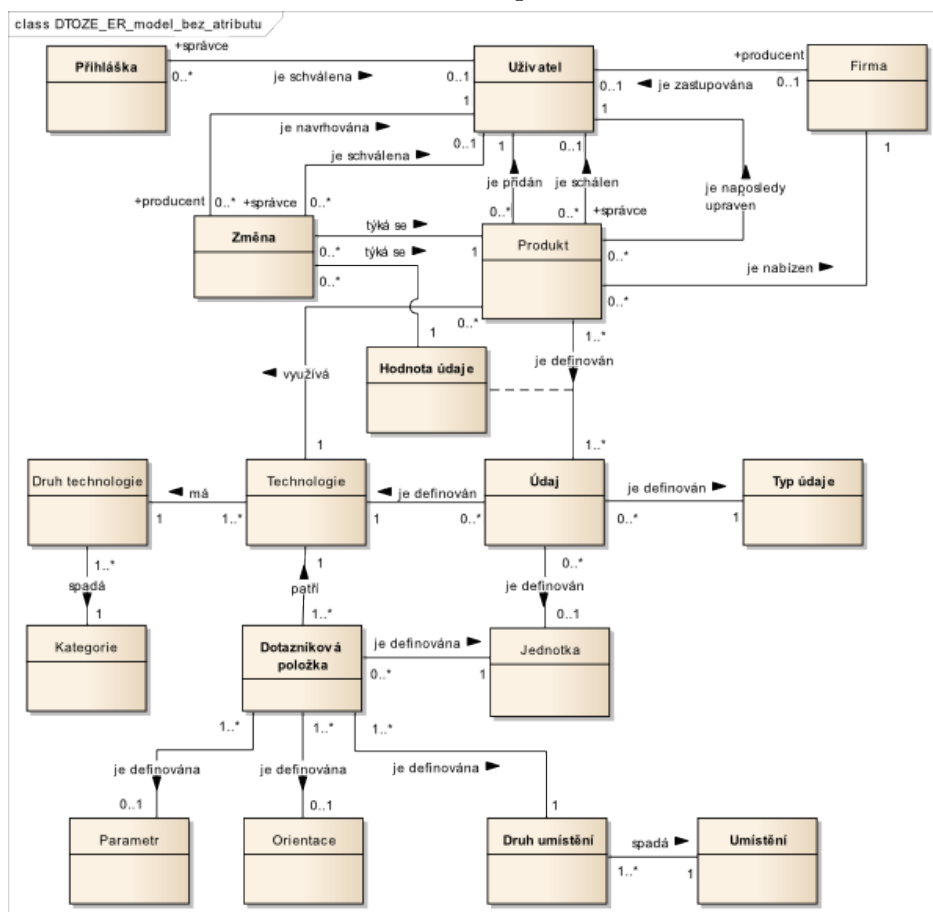 class DTOZE_ER_model_bez_atributu
+správce
+producent
Přihláška
Uživatel
Firma
0..*
je schválena ►
0..1
0..1
◄ je zastupována
0..1
1
1
je navrhována ►
0..1
1
0..1
1
je schválena ►
je přidán
je schálen
je naposledy
upraven
+producent
0..*
+správce
0..*
0..*
0..*
+správce
Změna
týká se ►
Produkt
0..*
týká se ►
1
0..*
0..*
je nabízen ►
0..*
0..*
1..*
1
je definován
Hodnota údaje
◄ využívá
1
1..*
Druh technologie
Technologie
Údaj
Typ údaje
◄ má
◄ je definován
je definován ►
1
1..*
1
0..*
0..*
1
1..*
1
0..*
spadá
patří
je definován
1
1..*
0..1
Kategorie
Dotazníková
položka
je definována ►
Jednotka
0..*
1
1..*
1..*
1..*
je definována
je definována
je definována ►
0..1
0..1
1
Parametr
Orientace
Druh umístění
spadá ►
Umístění
1..*
1